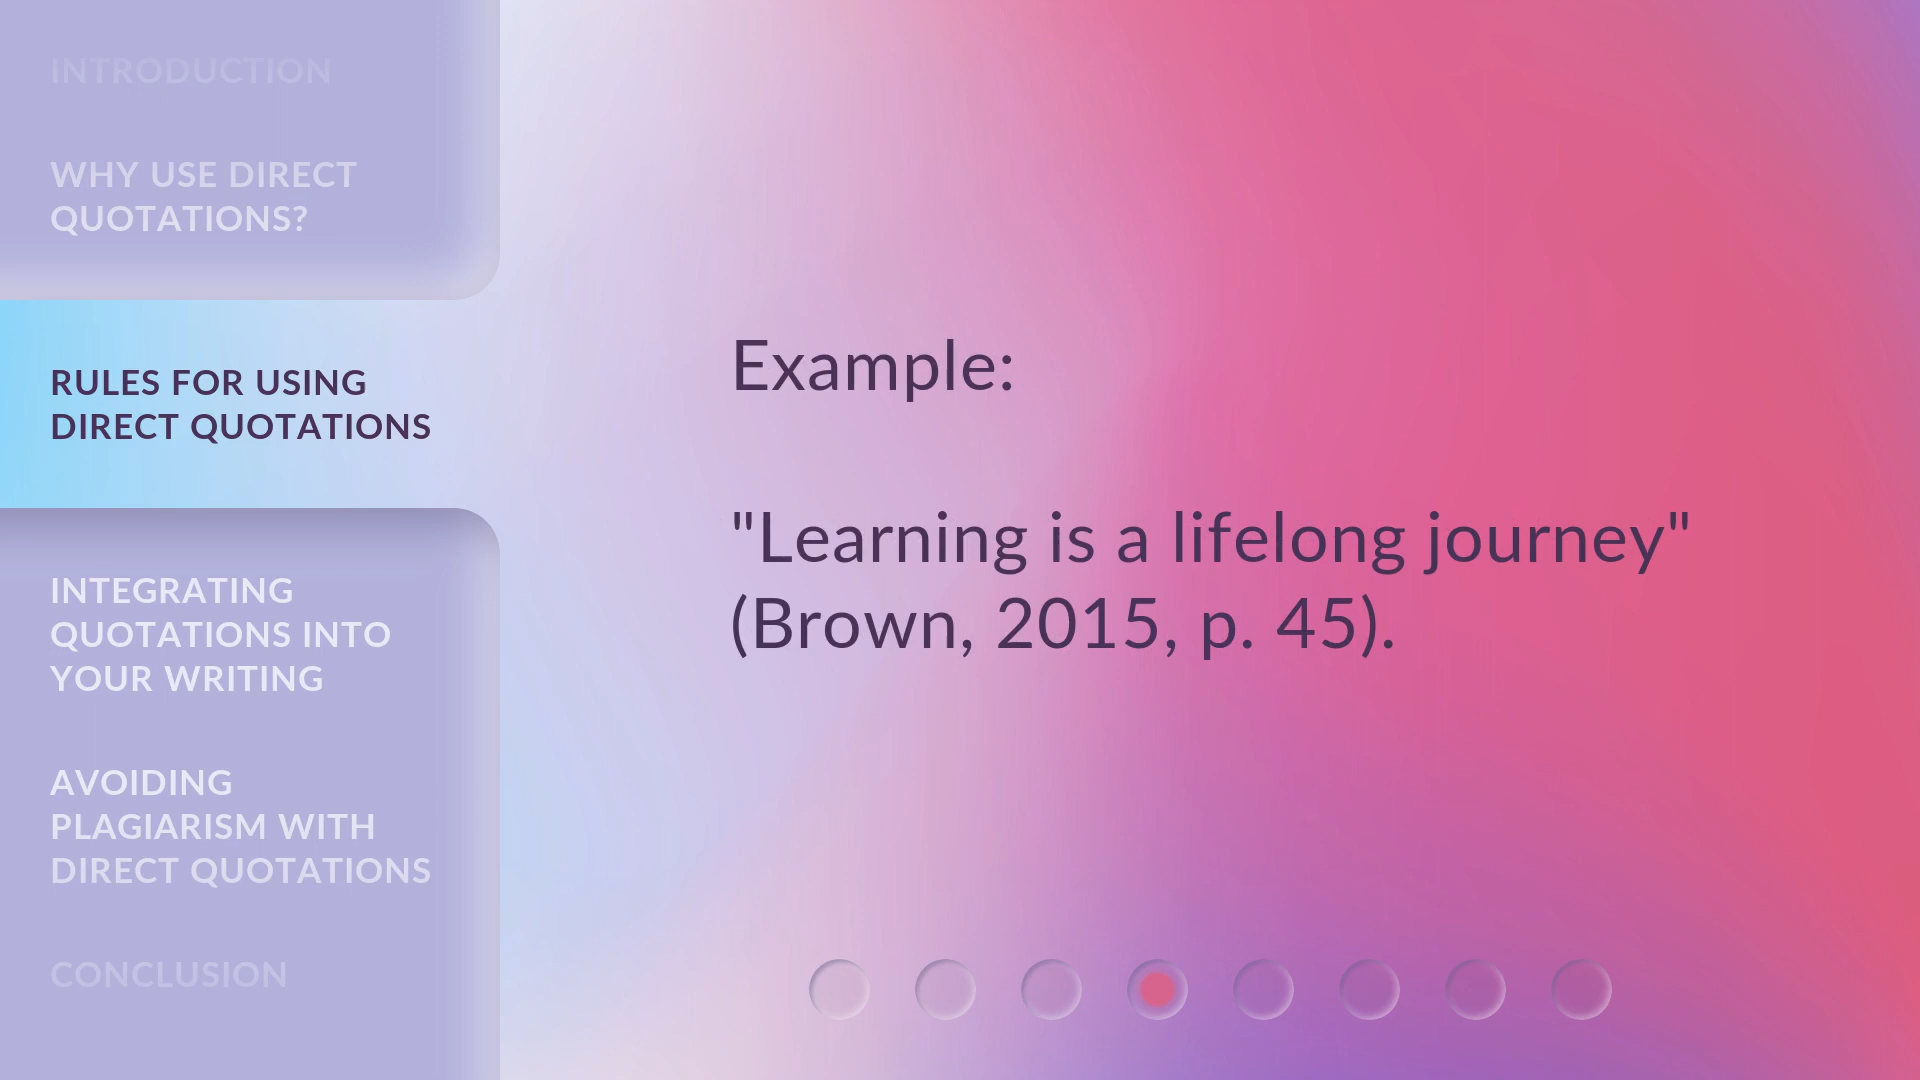 INTRODUCTION
WHY USE DIRECT
QUOTATIONS?
RULES FOR USING
DIRECT QUOTATIONS
INTEGRATING
QUOTATIONS INTO
YOUR WRITING
AVOIDING
PLAGIARISM WITH
DIRECT QUOTATIONS
CONCLUSION
Example:
"Learning is a lifelong journey"
(Brown, 2015, p. 45).